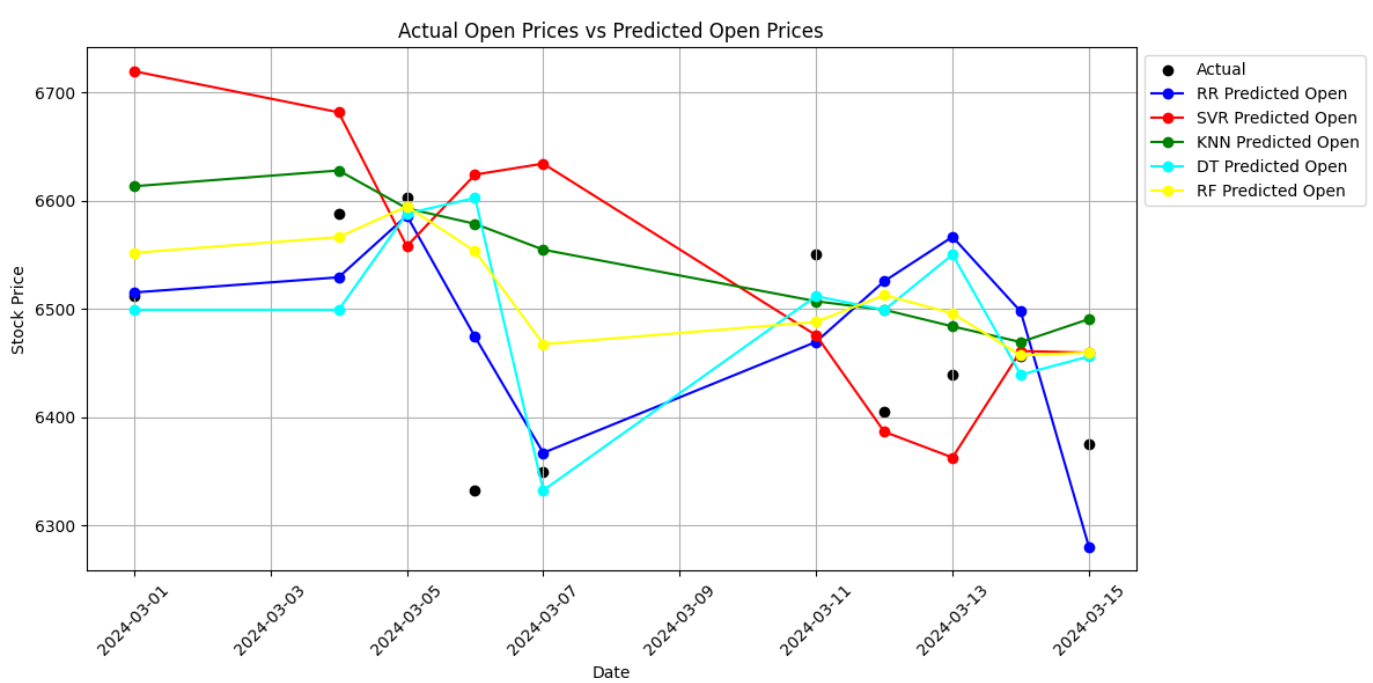 Actual Open Prices vs Predicted Open Prices
Actual
RR Predicted Open
SVR Predicted Open
KNN Predicted Open
DT Predicted Open
RF Predicted Open
Stock Price
6700
6600
6500
6400
6300
2024-03-01
2024-03-03
2024-03-05
2024-03-07
2024-03-09
2024-03-11
2024-03-13
2024-03-15
Date